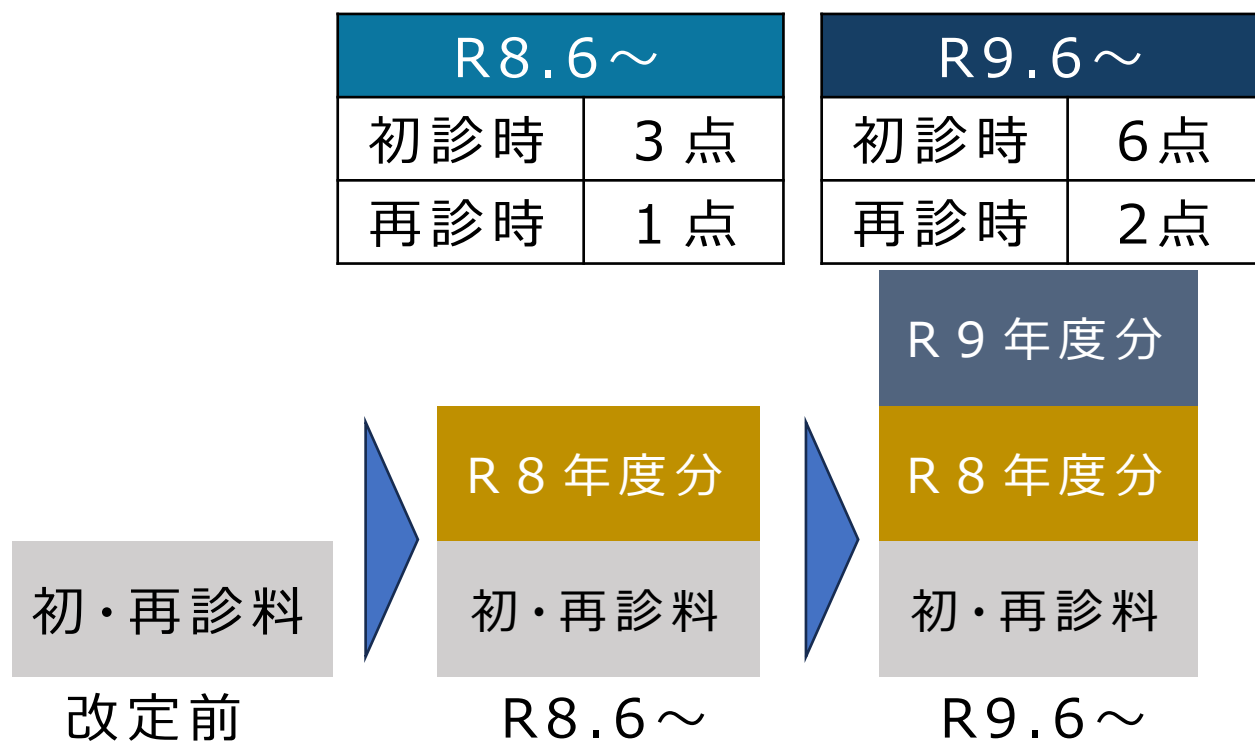 R8.6～
初診時 3点
再診時 1点
R9.6～
初診時 6点
再診時 2点
R9年度分
R8年度分
R8年度分
初・再診料
初・再診料
初・再診料
改定前
R8.6～
R9.6～